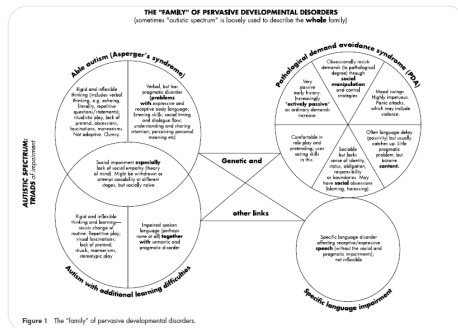 THE "FAMILY" OF PERVASIVE DEVELOPMENTAL DISORDERS
(sometimes "autistic spectrum" is loosely used to describe the whole family)
Able autism (Asperger's syndrome)
Rigid and inflexible
thinking (includes verbal
thinking, e.g. echoing,
literality, repetitive
questions/statements);
ritualistic play, lack of
pretend, obsessions,
fascinations, mannerisms.
Not adaptive. Clumsy
Verbal, but has
pragmatic disorder
(problems
with expressive and
receptive body language;
listening skills; social timing
and dialogue flow;
understanding and sharing
intention; perceiving personal
meaning etc)
Social impairment especially
lack of social empathy (theory
of mind). Might be withdrawn or
attempt sociability at different
stages, but socially naive
Rigid and inflexible
thinking and learning—
resists change of
routine. Repetitive play;
visual fascinations;
lack of pretend,
rituals, mannerisms,
stereotypic play
Impaired spoken
language (perhaps
none at all) together
with semantic and
pragmatic disorder
Autism with additional learning difficulties
AUTISTIC SPECTRUM:
TRIADS of impairment
Genetic and
other links
Pathological demand avoidance syndrome (PDA)
Obsessionally resists
demands (to pathological
degree) through
social
manipulation
and control
strategies.
Very
passive
early history.
Increasingly
"actively passive"
as ordinary demands
increase.
Mood swings.
Highly impulsive.
Panic attacks,
which may include
violence.
Comfortable in
role play and
pretending; uses
acting skills
in this.
Sociable
but lacks
sense of identity,
status, obligation,
responsibility
or boundaries. May
have social obsessions
(blaming, harassing)
Often language delay
(passivity) but usually
catches up. Little
pragmatic
problem, but
bizarre
content.
Specific language disorder
affecting receptive/expressive
speech (without the social and
pragmatic impairments);
not inflexible
Specific language impairment
Figure 1 The "family" of pervasive developmental disorders.